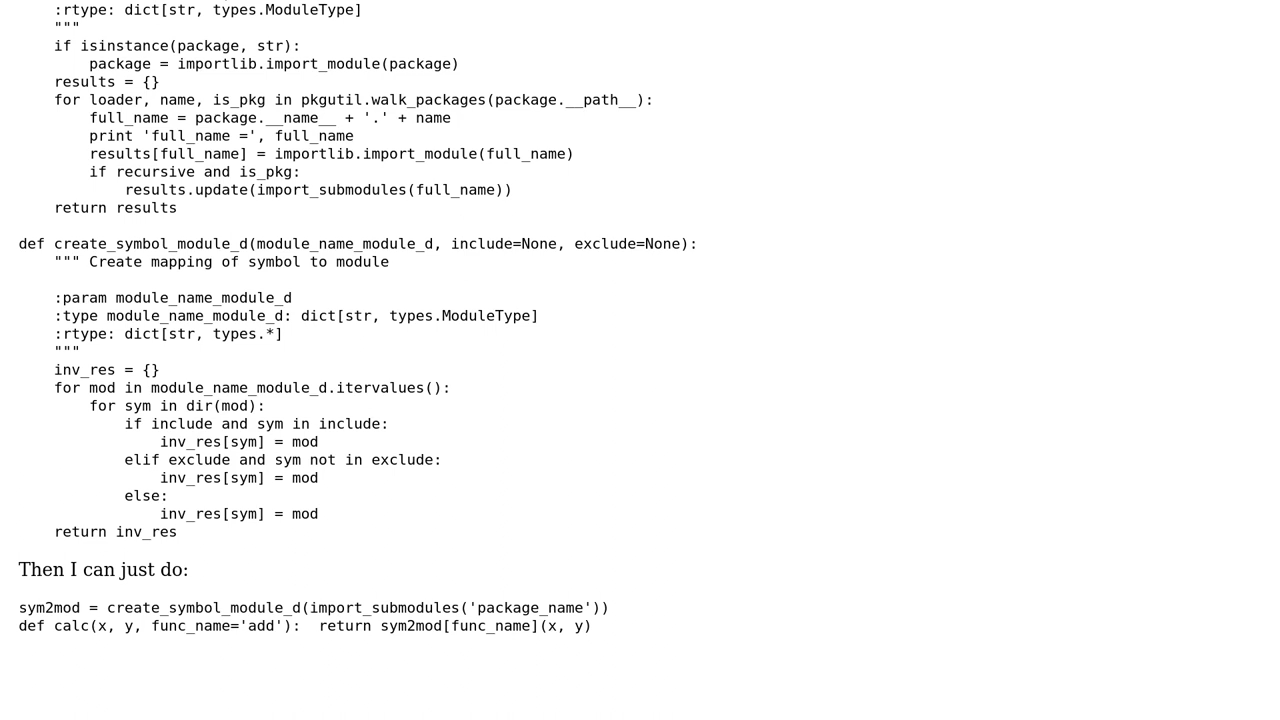 :rtype: dict[str, types.ModuleType]
    """
    if isinstance(package, str):
        package = importlib.import_module(package)
    results = {}
    for loader, name, is_pkg in pkgutil.walk_packages(package.__path__):
        full_name = package.__name__ + '.' + name
        print 'full_name =', full_name
        results[full_name] = importlib.import_module(full_name)
        if recursive and is_pkg:
            results.update(import_submodules(full_name))
    return results

def create_symbol_module_d(module_name_module_d, include=None, exclude=None):
    """ Create mapping of symbol to module

    :param module_name_module_d
    :type module_name_module_d: dict[str, types.ModuleType]
    :rtype: dict[str, types.*]
    """
    inv_res = {}
    for mod in module_name_module_d.itervalues():
        for sym in dir(mod):
            if include and sym in include:
                inv_res[sym] = mod
            elif exclude and sym not in exclude:
                inv_res[sym] = mod
            else:
                inv_res[sym] = mod
    return inv_res

Then I can just do:

sym2mod = create_symbol_module_d(import_submodules('package_name'))
def calc(x, y, func_name='add'):  return sym2mod[func_name](x, y)